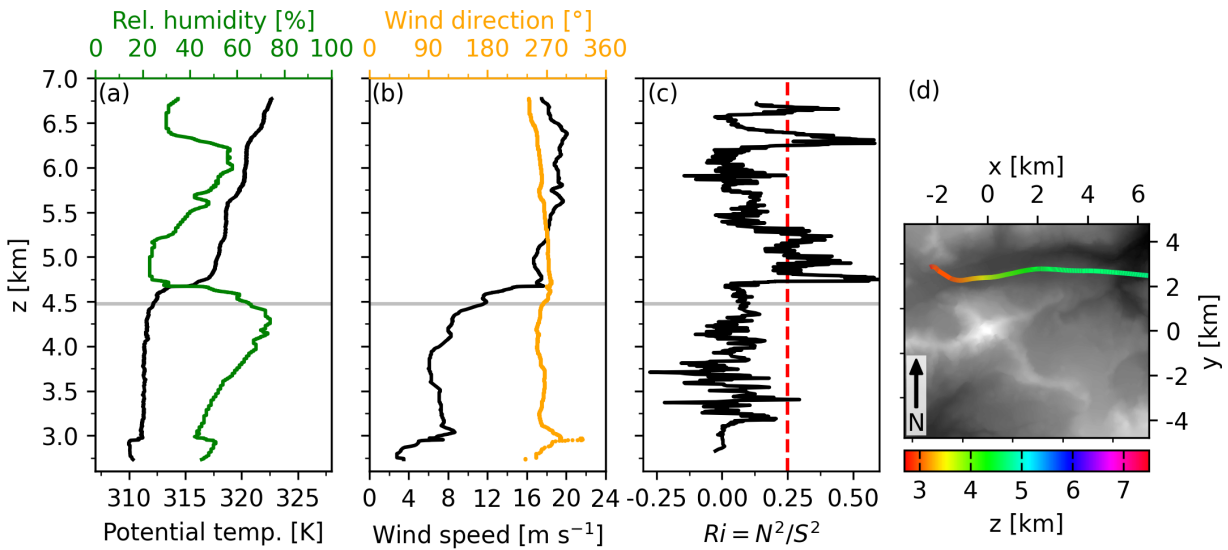 Rel. humidity [%]
0 20 40 60 80 100
Wind direction [°]
0 90 180 270 360
7.0
6.5
6.0
5.5
5.0
4.5
4.0
3.5
3.0
z [km]
(a)
310 315 320 325
Potential temp. [K]
(b)
0 4 8 12 16 20 24
Wind speed [m s⁻¹]
(c)
-0.25 0.00 0.25 0.50
Ri = N²/S²
(d)
x [km]
-2 0 2 4 6
4
2
0
-2
-4
y [km]
N
3 4 5 6 7
z [km]